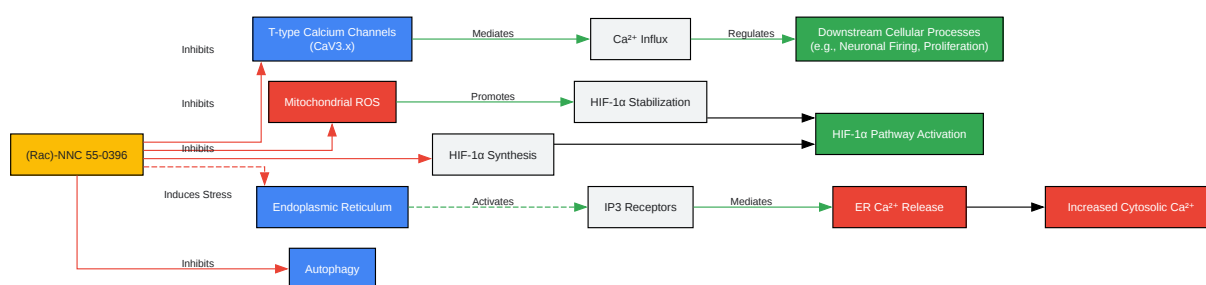 T-type Calcium Channels
(CaV3.x)
Mediates
Ca²⁺ Influx
Regulates
Downstream Cellular Processes
(e.g., Neuronal Firing, Proliferation)
Inhibits
Inhibits
Mitochondrial ROS
Promotes
HIF-1α Stabilization
HIF-1α Pathway Activation
(Rac)-NNC 55-0396
Inhibits
HIF-1α Synthesis
Induces Stress
Endoplasmic Reticulum
Activates
IP3 Receptors
Mediates
ER Ca²⁺ Release
Increased Cytosolic Ca²⁺
Inhibits
Autophagy